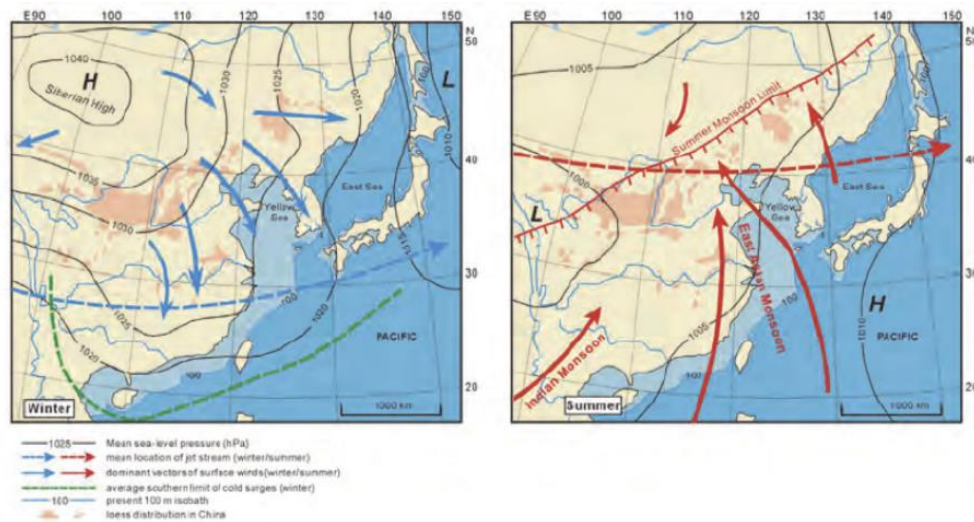 E90 100 110 120 130 140 150
N
50
1040
H
Siberian High
1030
1025
1020
100
L
1010
40
1035
1030
East Sea
Yellow
Sea
1015
30
100
1025
1020
1020
PACIFIC
100
20
Winter
1000 km
E90 100 110 120 130 140 150
N
50
1005
100
Summer Monsoon Limit
40
1000
East Sea
Yellow
Sea
L
East Asian Monsoon
30
100
H
1005
1010
PACIFIC
Indian Monsoon
100
20
Summer
1000 km
1025 Mean sea-level pressure (hPa)
mean location of jet stream (winter/summer)
dominant vectors of surface winds(winter/summer)
average southern limit of cold surges (winter)
100 present 100 m isobath
loess distribution in China